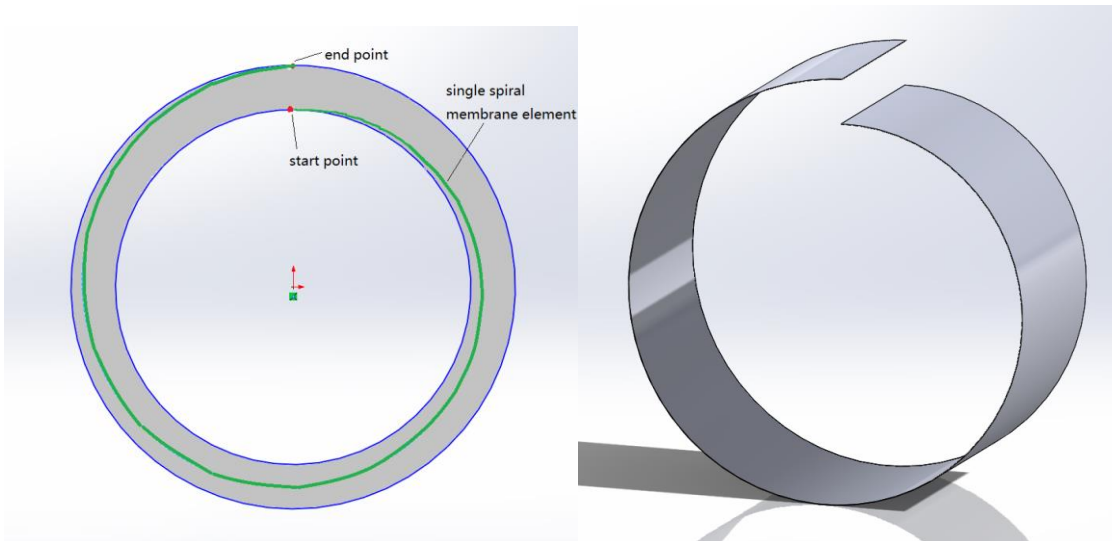 end point
single spiral
membrane element
start point